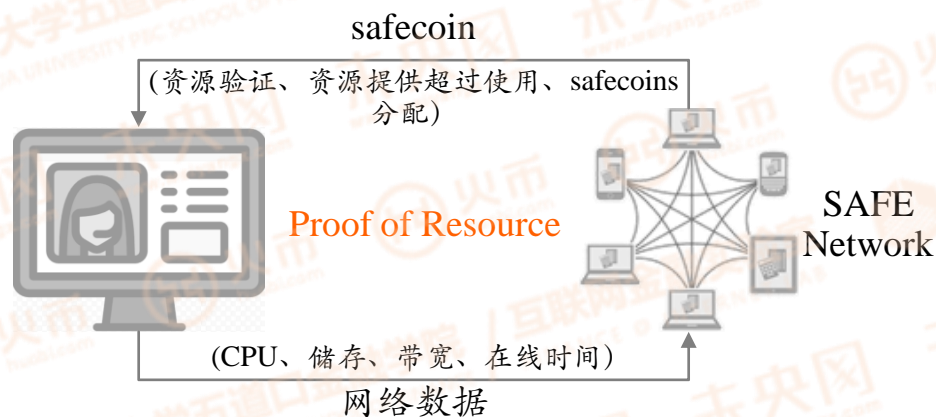 safecoin
(资源验证、资源提供超过使用、safecoins
分配)
Proof of Resource
SAFE
Network
(CPU、储存、带宽、在线时间)
网络数据